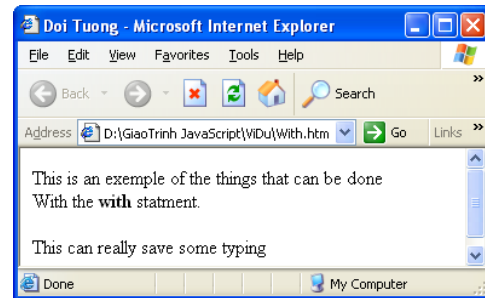 Doi Tuong - Microsoft Internet Explorer
File Edit View Favorites Tools Help
Back Search »
Address D:\GiaoTrinh JavaScript\ViDu\With.htm Go Links »
This is an exemple of the things that can be done
With the with statment.
This can really save some typing
Done My Computer